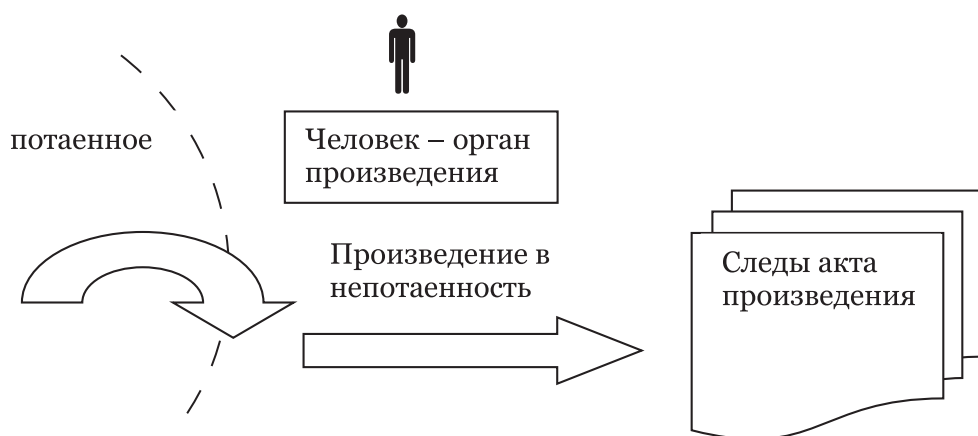 потаенное
Человек – орган
произведения
Произведение в
непотаенность
Следы акта
произведения